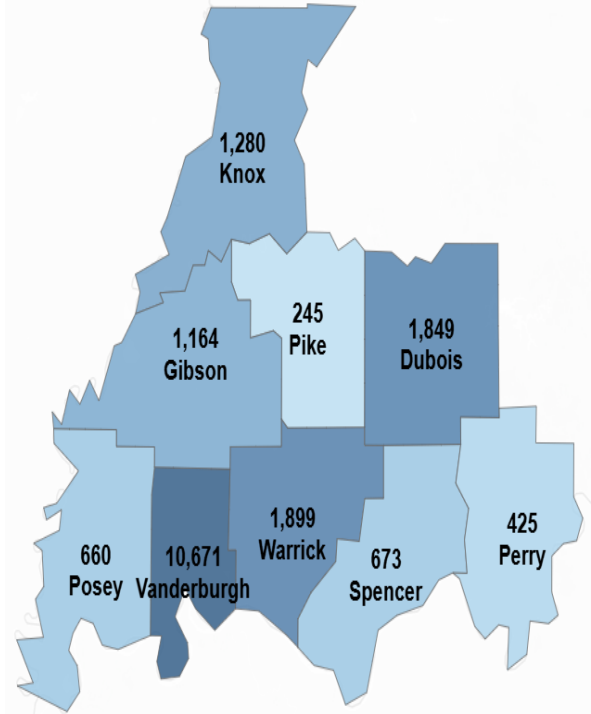 1,280
Knox
245
Pike
1,849
Dubois
1,164
Gibson
1,899
Warrick
425
Perry
660
Posey
10,671
Vanderburgh
673
Spencer